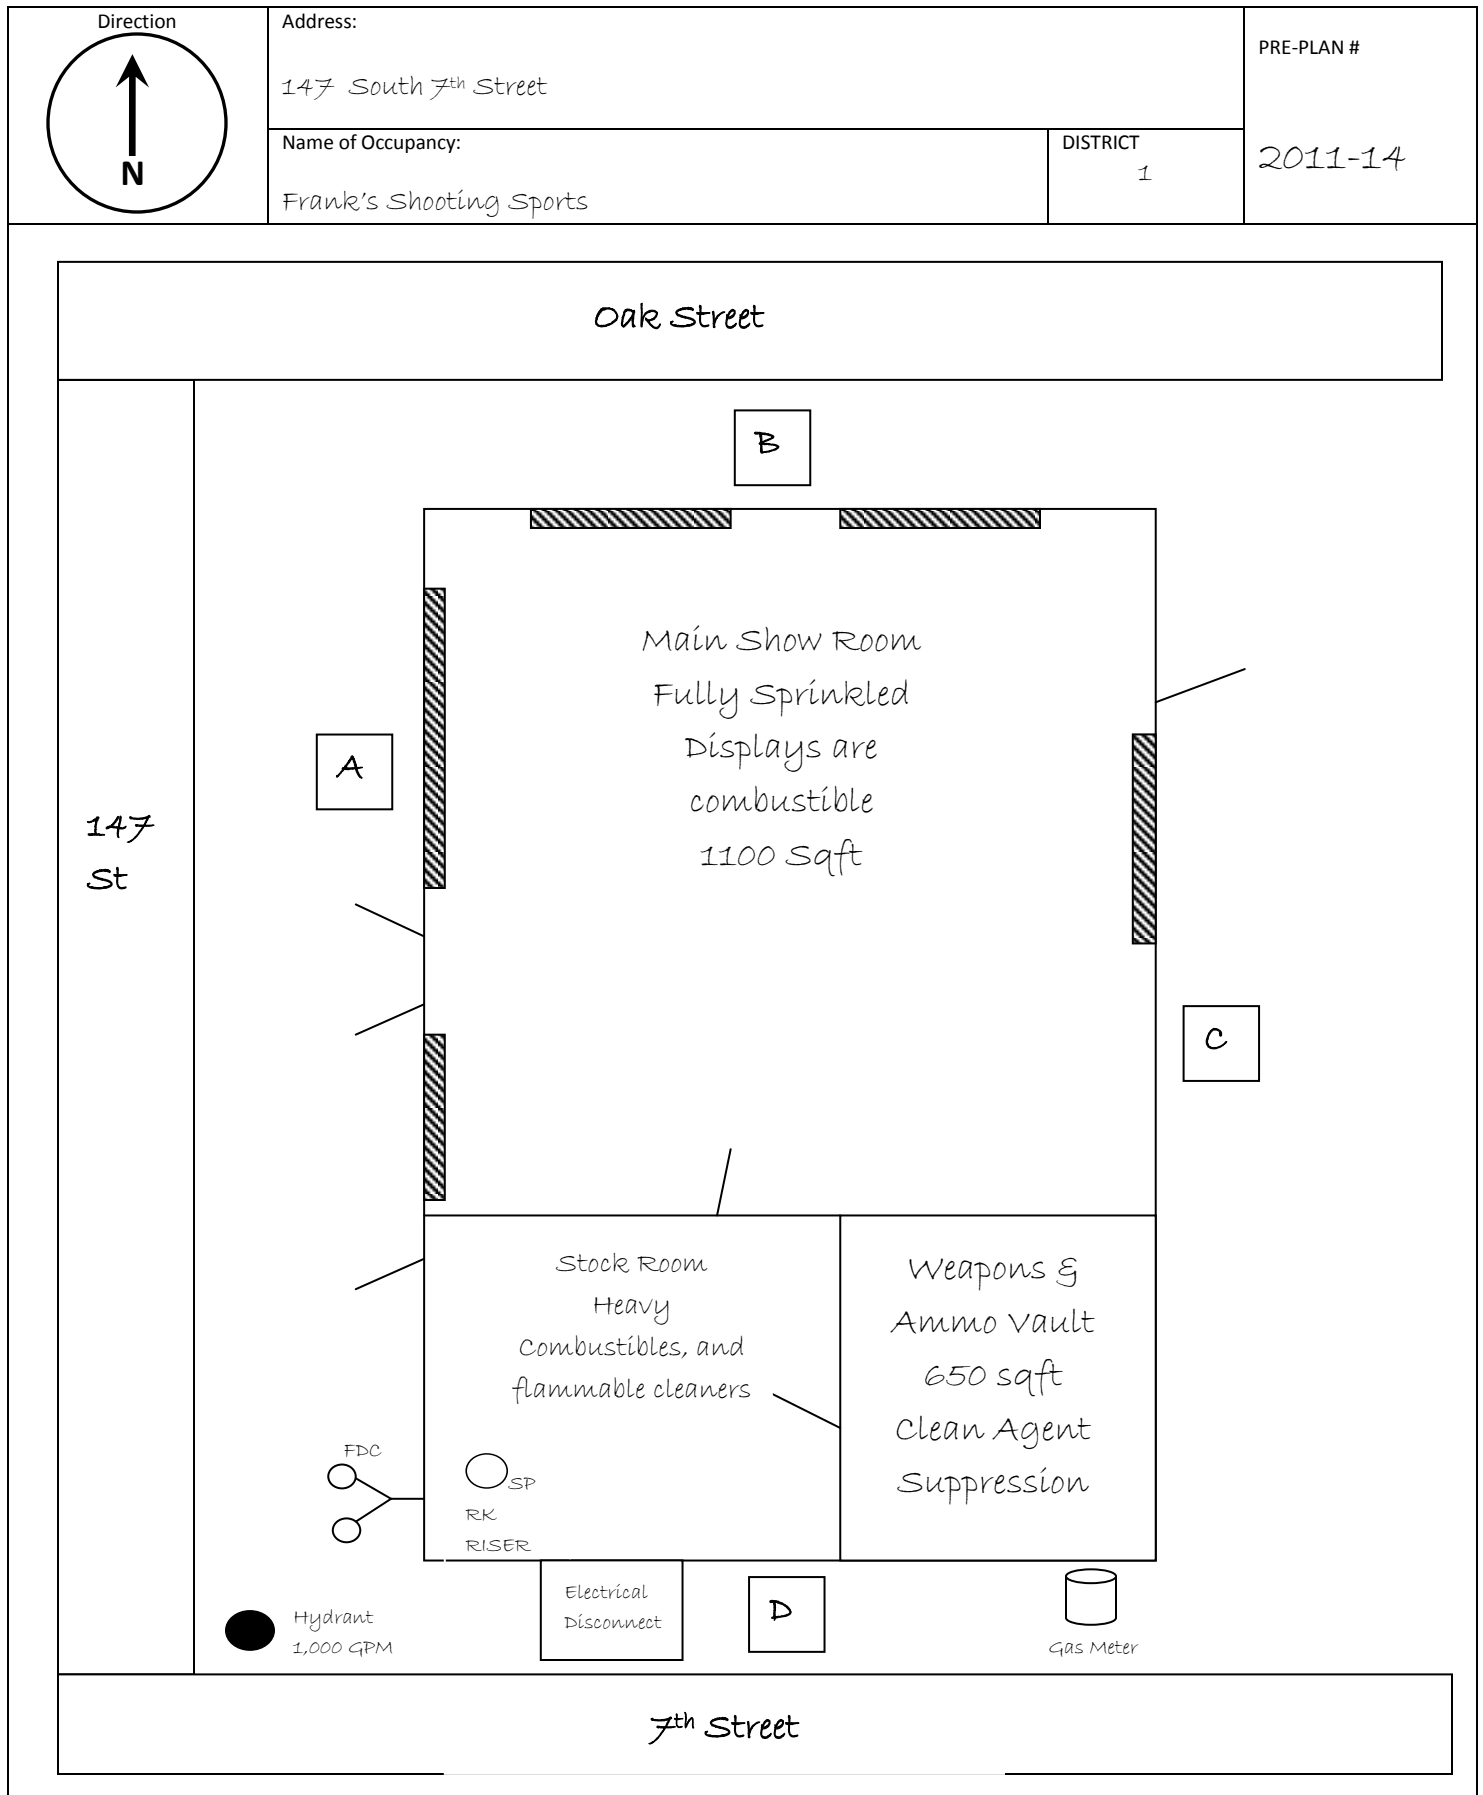 Direction
N
Address:
147 South 7th Street
Name of Occupancy:
Frank's Shooting Sports
DISTRICT
1
PRE-PLAN #
2011-14
Oak Street
B
Main Show Room
Fully Sprinkled
Displays are
combustible
1100 Sqft
A
147
St
C
Stock Room
Heavy
Combustibles, and
flammable cleaners
Weapons &
Ammo Vault
650 sqft
Clean Agent
Suppression
FDC
SP
RK
RISER
Hydrant
1,000 GPM
Electrical
Disconnect
D
Gas Meter
7th Street